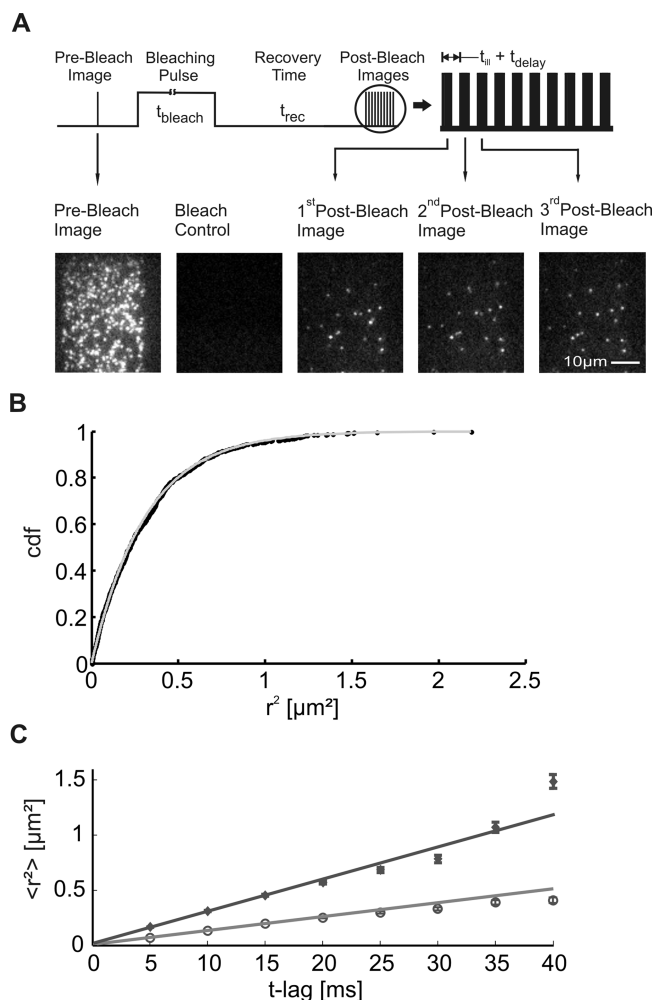 A
Pre-Bleach Image
Bleaching Pulse
Recovery Time
Post-Bleach Images
t_ill + t_delay
t_bleach
t_rec
Pre-Bleach Image
Bleach Control
1st Post-Bleach Image
2nd Post-Bleach Image
3rd Post-Bleach Image
10μm
B
1
0.8
0.6
0.4
0.2
0
cdf
0
0.5
1
1.5
2
2.5
r² [μm²]
C
1.5
1
0.5
0
<r²> [μm²]
0
5
10
15
20
25
30
35
40
t-lag [ms]